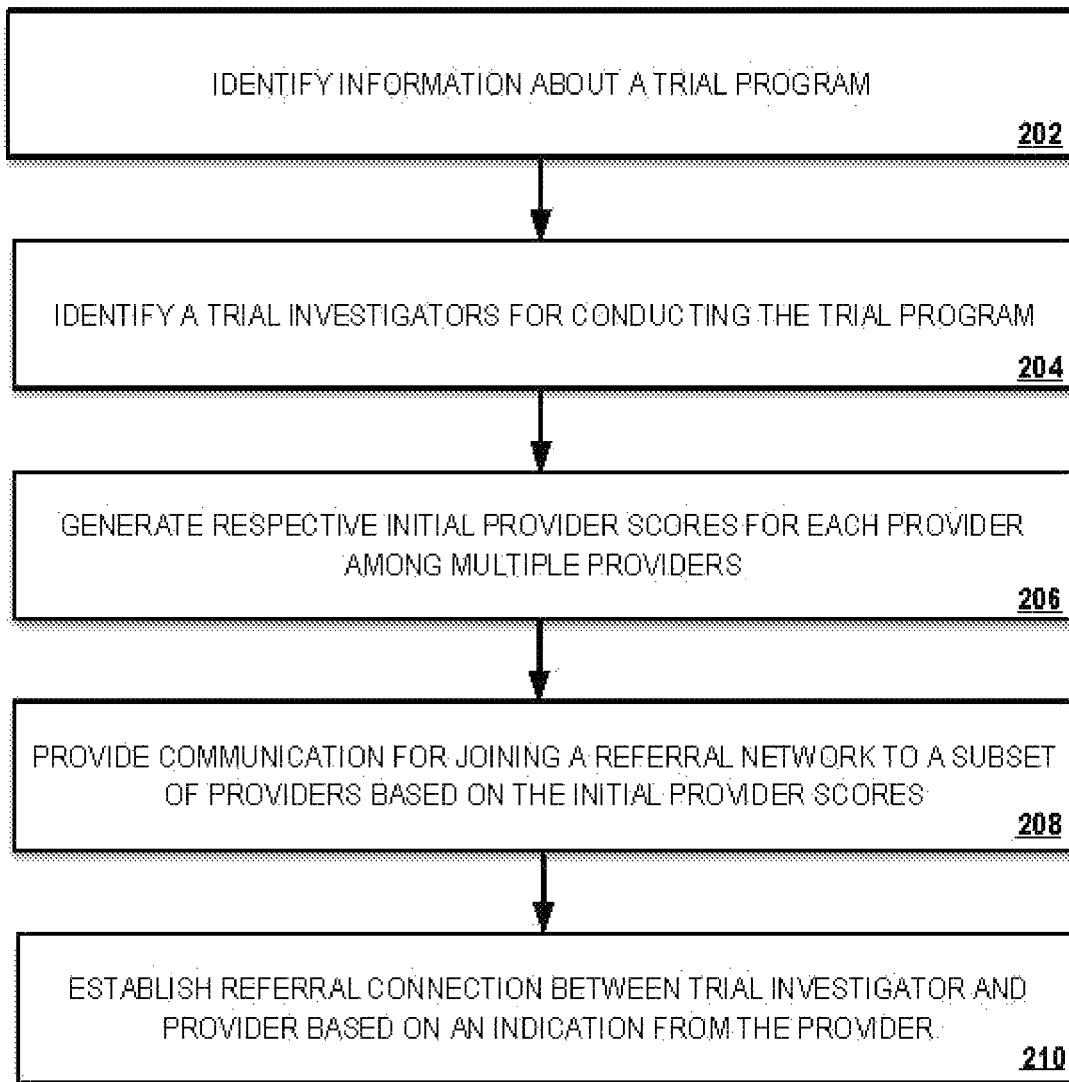 IDENTIFY INFORMATION ABOUT A TRIAL PROGRAM
202
IDENTIFY A TRIAL INVESTIGATORS FOR CONDUCTING THE TRIAL PROGRAM
204
GENERATE RESPECTIVE INITIAL PROVIDER SCORES FOR EACH PROVIDER
AMONG MULTIPLE PROVIDERS
206
PROVIDE COMMUNICATION FOR JOINING A REFERRAL NETWORK TO A SUBSET
OF PROVIDERS BASED ON THE INITIAL PROVIDER SCORES
208
ESTABLISH REFERRAL CONNECTION BETWEEN TRIAL INVESTIGATOR AND
PROVIDER BASED ON AN INDICATION FROM THE PROVIDER.
210